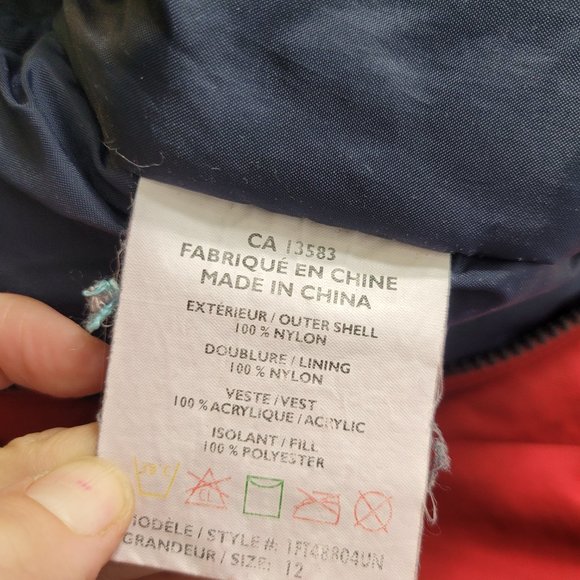 CA 13583
FABRIQUÉ EN CHINE
MADE IN CHINA
EXTÉRIEUR / OUTER SHELL
100 % NYLON
DOUBLURE / LINING
100 % NYLON
VESTE / VEST
100 % ACRYLIQUE / ACRYLIC
ISOLANT / FILL
100 % POLYESTER
CL
MODÈLE / STYLE #: 1FT48804UN
GRANDEUR / SIZE: 12